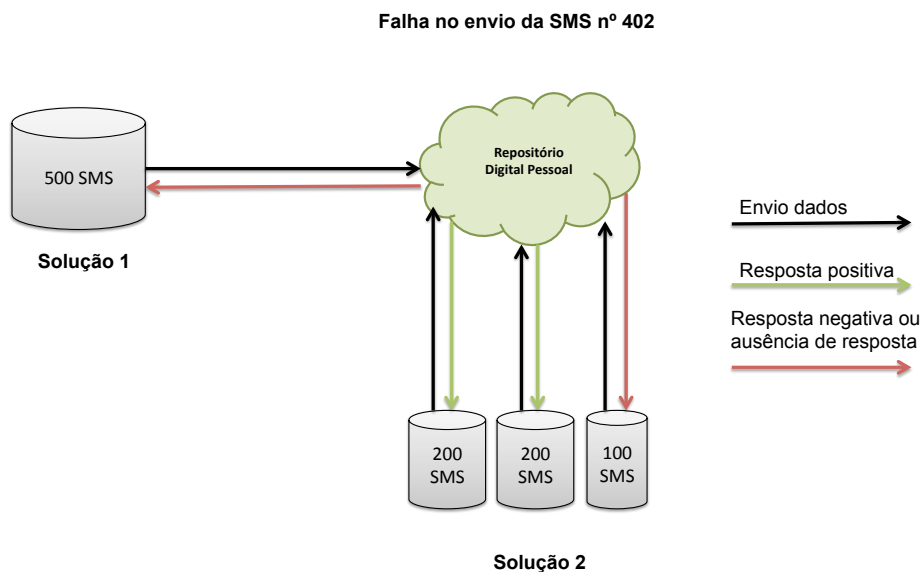 Falha no envio da SMS nº 402
500 SMS
Solução 1
Repositório
Digital Pessoal
Envio dados
Resposta positiva
Resposta negativa ou
ausência de resposta
200
SMS
200
SMS
100
SMS
Solução 2